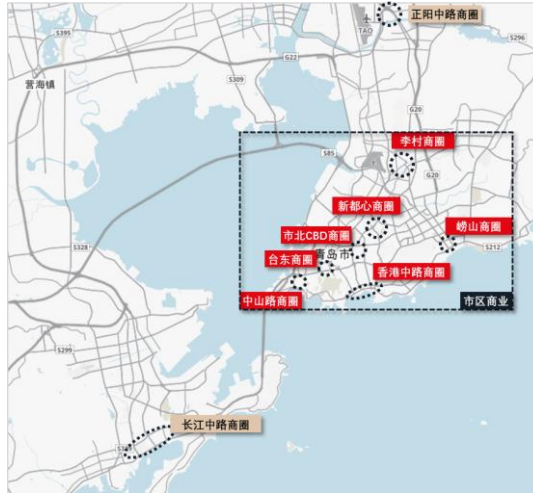 正阳中路商圈
TAO
S395
S296
G22
营海镇
S309
G20
S85
李村商圈
G20
新都心商圈
崂山商圈
市北CBD商圈
S328
S212
青岛市
台东商圈
香港中路商圈
中山路商圈
市区商业
S299
长江中路商圈